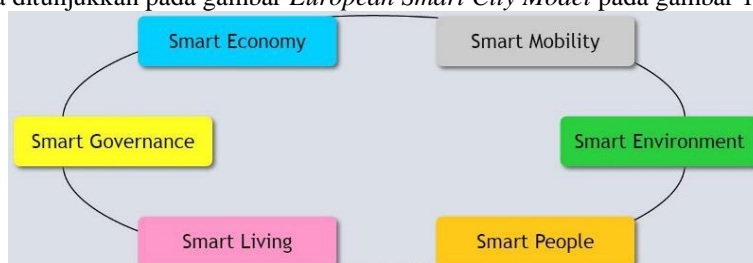 ditunjukkan pada gambar European Smart City Model pada gambar
Smart Economy
Smart Mobility
Smart Governance
Smart Environment
Smart Living
Smart People